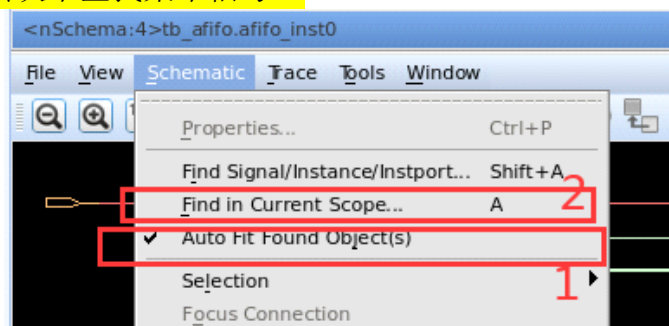 <nSchema:4>tb_afifo.afifo_inst0
File View Schematic Trace Tools Window
Properties... Ctrl+P
Find Signal/Instance/Instport... Shift+A
Find in Current Scope... A 2
Auto Fit Found Object(s)
Selection 1
Focus Connection